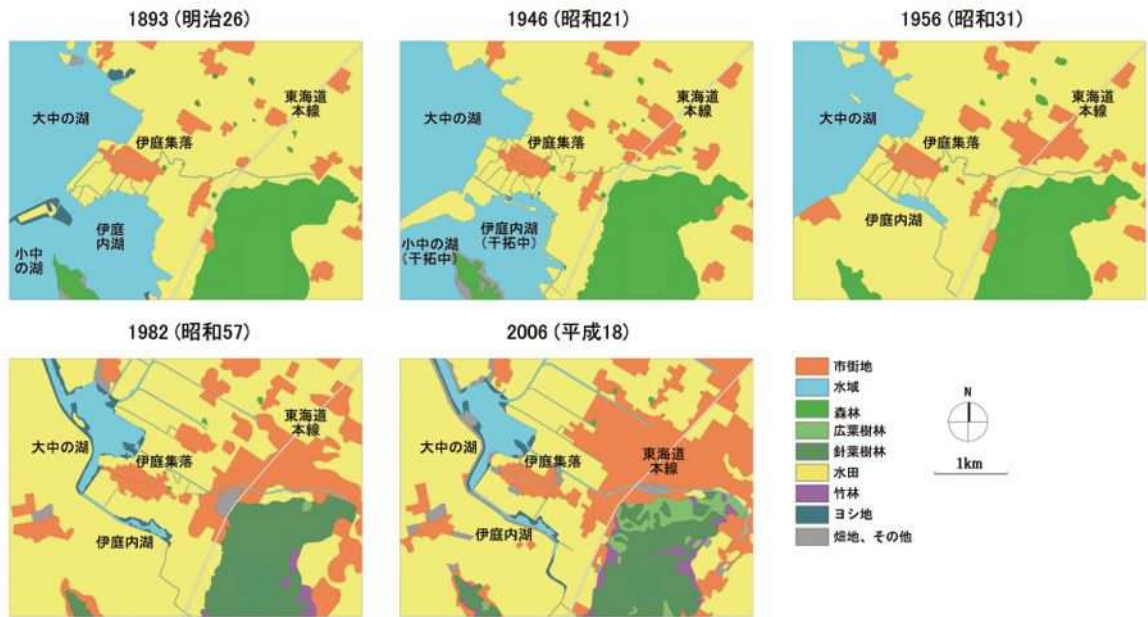 1893 (明治26)
大中の湖
東海道
本線
伊庭集落
伊庭
内湖
小中
の湖
1946 (昭和21)
大中の湖
東海道
本線
伊庭集落
伊庭内湖
(干拓中)
小中の湖
(干拓中)
1956 (昭和31)
大中の湖
東海道
本線
伊庭集落
伊庭内湖
1982 (昭和57)
大中の湖
東海道
本線
伊庭集落
伊庭内湖
2006 (平成18)
大中の湖
東海道
本線
伊庭集落
伊庭内湖
市街地
水域
森林
広葉樹林
針葉樹林
水田
竹林
ヨシ地
畑地、その他
N
1km